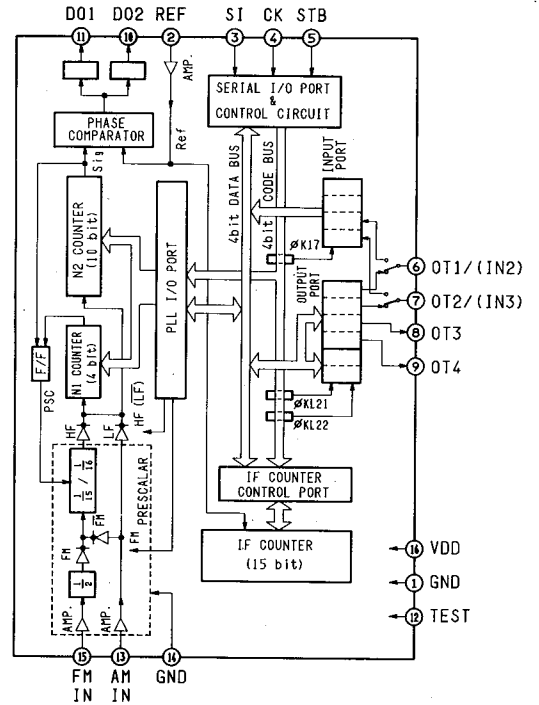 DO1 DO2 REF SI CK STB
11 10 2 3 4 5
AMP.
SERIAL I/O PORT
&
CONTROL CIRCUIT
PHASE
COMPARATOR
Ref
Sig
4bit DATA BUS
4bit CODE BUS
INPUT
PORT
N2 COUNTER
(10 bit)
PLL I/O PORT
øK17
OUTPUT
PORT
6 OT1/(IN2)
7 OT2/(IN3)
8 OT3
9 OT4
F/F
PSC
N1 COUNTER
(4 bit)
HF
LF
HF (LF)
øKL21
øKL22
1/15 / 1/16
PRESCALAR
FM
FM
FM
1/2
AMP.
AMP.
IF COUNTER
CONTROL PORT
IF COUNTER
(15 bit)
16 VDD
1 GND
12 TEST
15 13 14
FM AM GND
IN IN